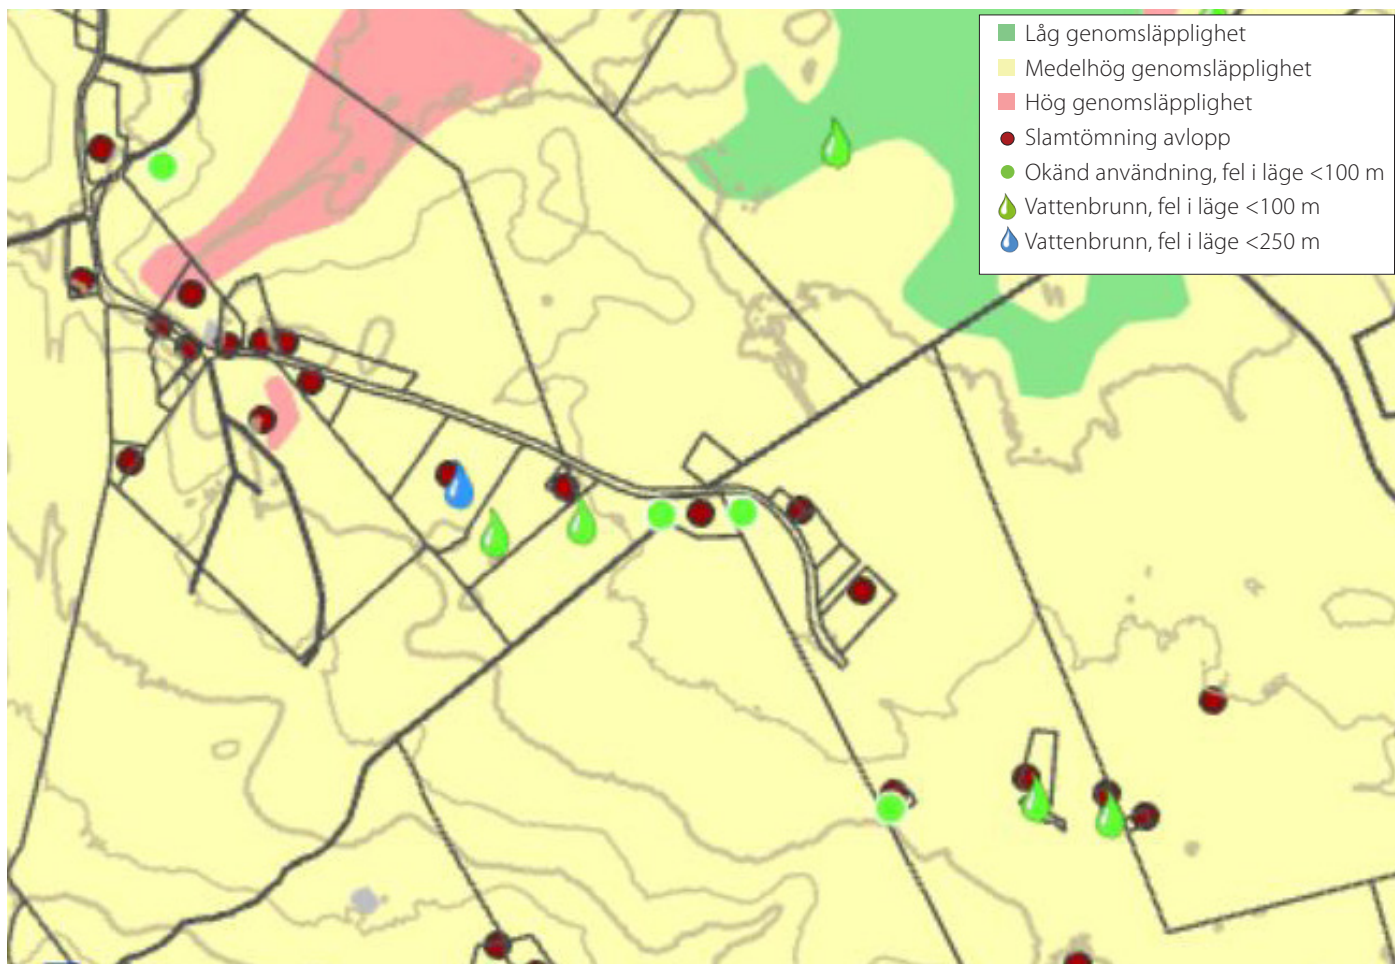 Låg genomsläpplighet
Medelhög genomsläpplighet
Hög genomsläpplighet
Slamtömning avlopp
Okänd användning, fel i läge <100 m
Vattenbrunn, fel i läge <100 m
Vattenbrunn, fel i läge <250 m